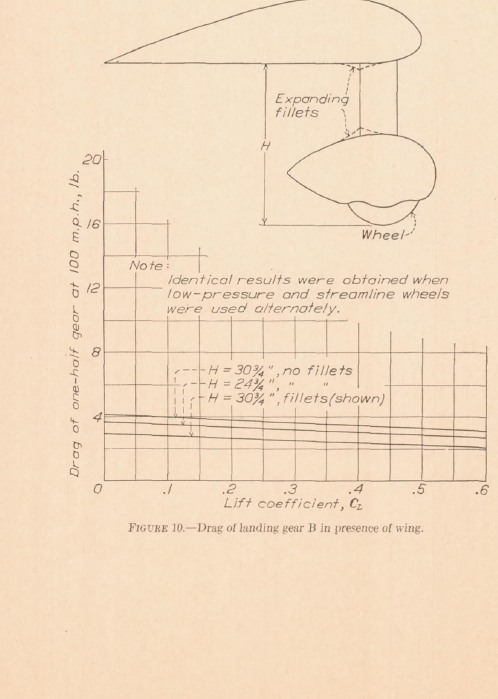 Expanding
fillets
H
Wheel
Drag of one-half gear at 100 m.p.h., lb.
20
16
12
8
4
0
Note:
Identical results were obtained when
low-pressure and streamline wheels
were used alternately.
H = 30¾", no fillets
H = 24¾", " "
H = 30¾", fillets (shown)
0 .1 .2 .3 .4 .5 .6
Lift coefficient, C_L
FIGURE 10.—Drag of landing gear B in presence of wing.